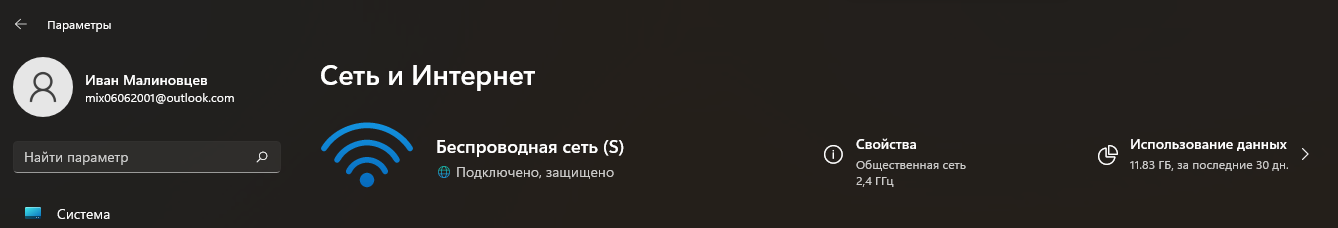 Параметры
Иван Малиновцев
mix06062001@outlook.com
Найти параметр
Система
Сеть и Интернет
Беспроводная сеть (S)
Подключено, защищено
Свойства
Общественная сеть
2,4 ГГц
Использование данных
11.83 ГБ, за последние 30 дн.